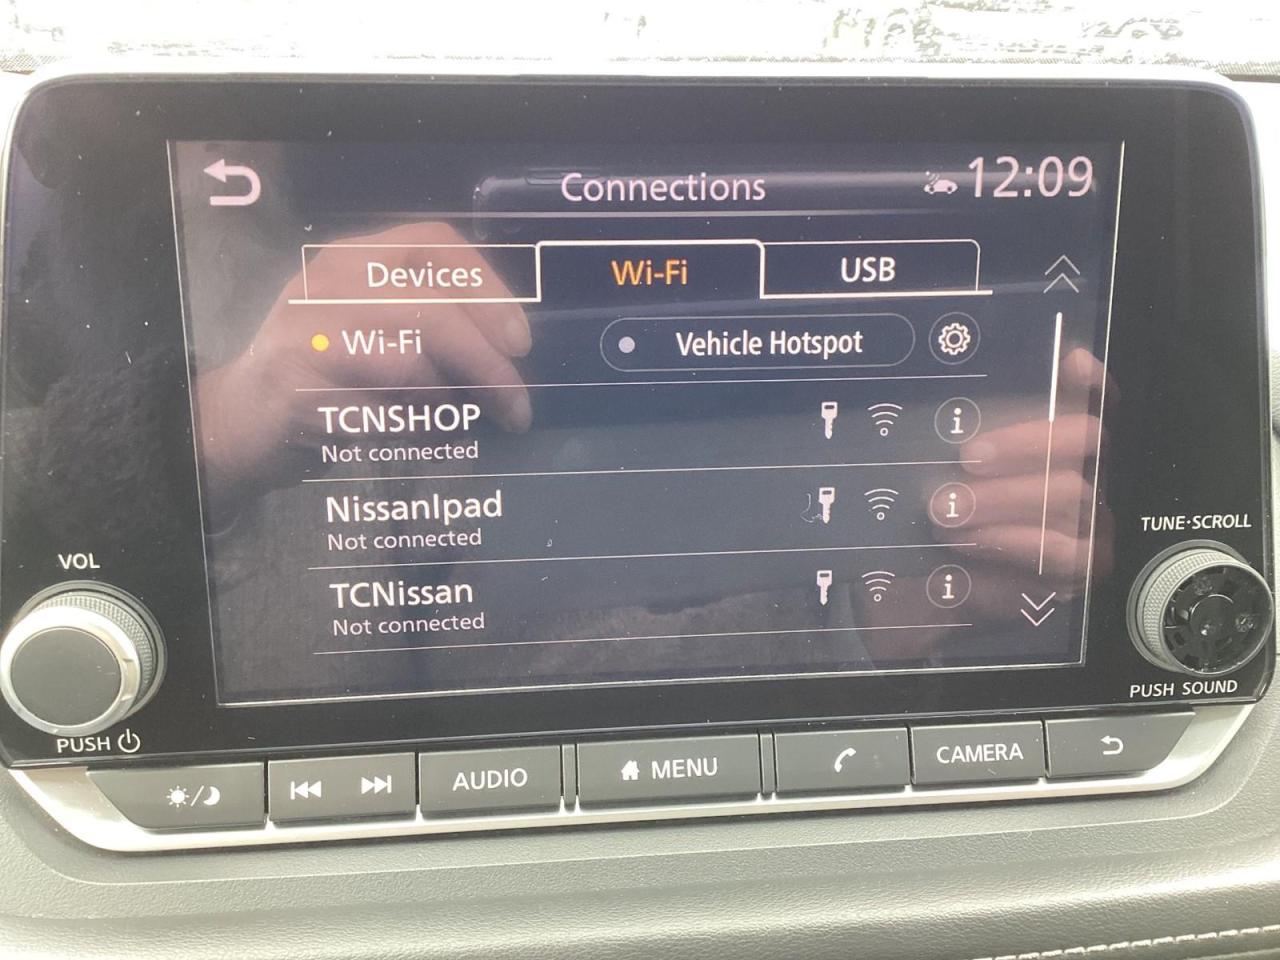 Connections
12:09
Devices
Wi-Fi
USB
Wi-Fi
Vehicle Hotspot
TCNSHOP
Not connected
NissanIpad
Not connected
TCNissan
Not connected
VOL
PUSH
TUNE·SCROLL
PUSH SOUND
AUDIO
MENU
CAMERA